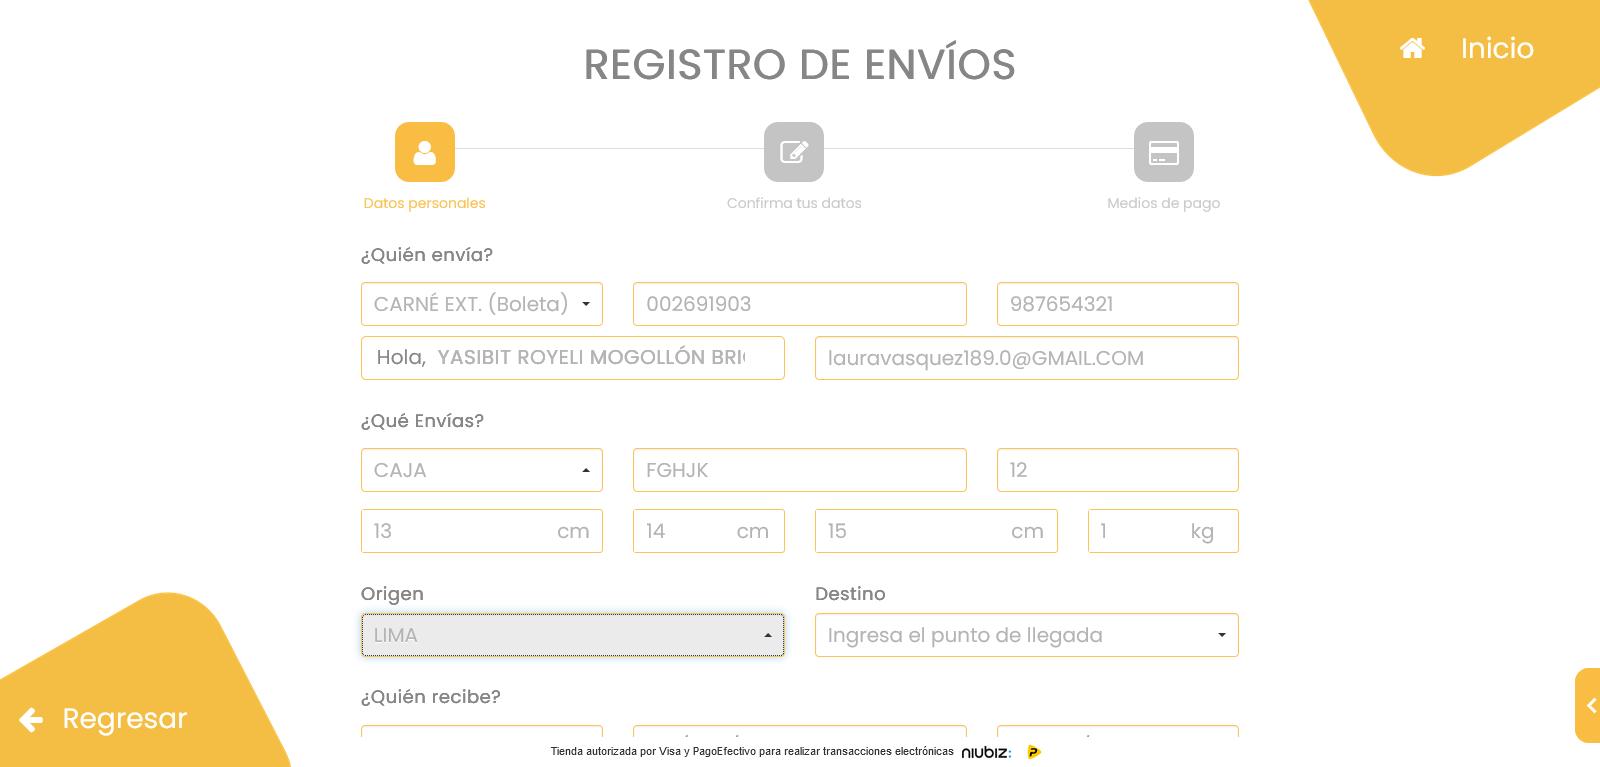 Inicio
REGISTRO DE ENVÍOS
Datos personales
Confirma tus datos
Medios de pago
¿Quién envía?
CARNÉ EXT. (Boleta)
002691903
987654321
Hola, YASIBIT ROYELI MOGOLLÓN
lauravasquez189.0@GMAIL.COM
¿Qué Envías?
CAJA
FGHJK
12
13 cm
14 cm
15 cm
1 kg
Origen
Destino
LIMA
Ingresa el punto de llegada
¿Quién recibe?
Regresar
Tienda autorizada por Visa y PagoEfectivo para realizar transacciones electrónicas niubiz: